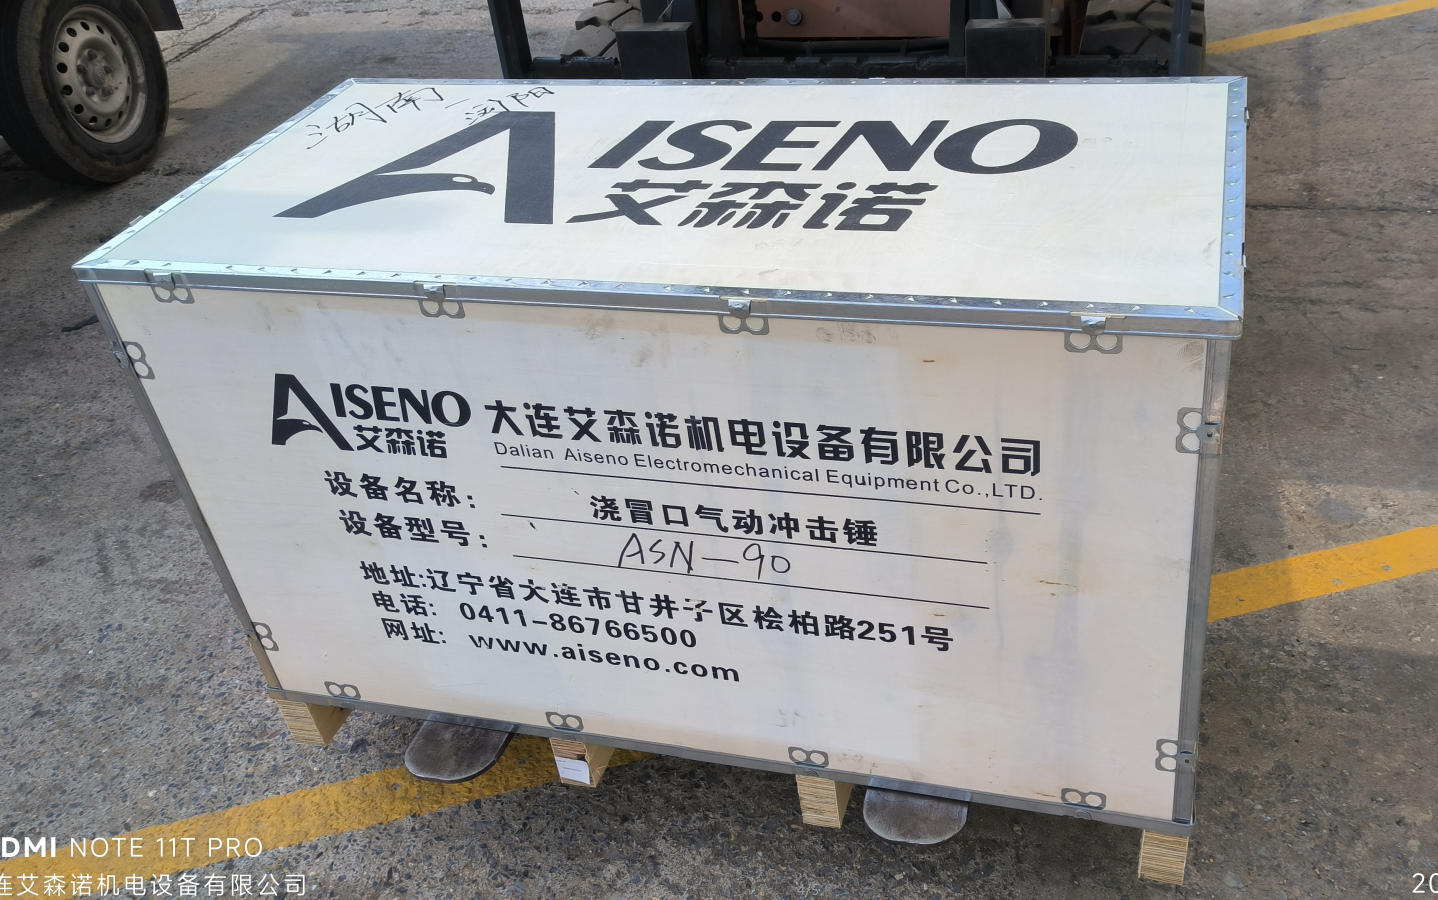 湖南-浏阳
AISENO
艾森诺
AISENO
艾森诺
大连艾森诺机电设备有限公司
Dalian Aiseno Electromechanical Equipment Co.,LTD.
设备名称: 浇冒口气动冲击锤
设备型号: ASN-90
地址:辽宁省大连市甘井子区桧柏路251号
电话: 0411-86766500
网址: www.aiseno.com
DMI NOTE 11T PRO
连艾森诺机电设备有限公司
20